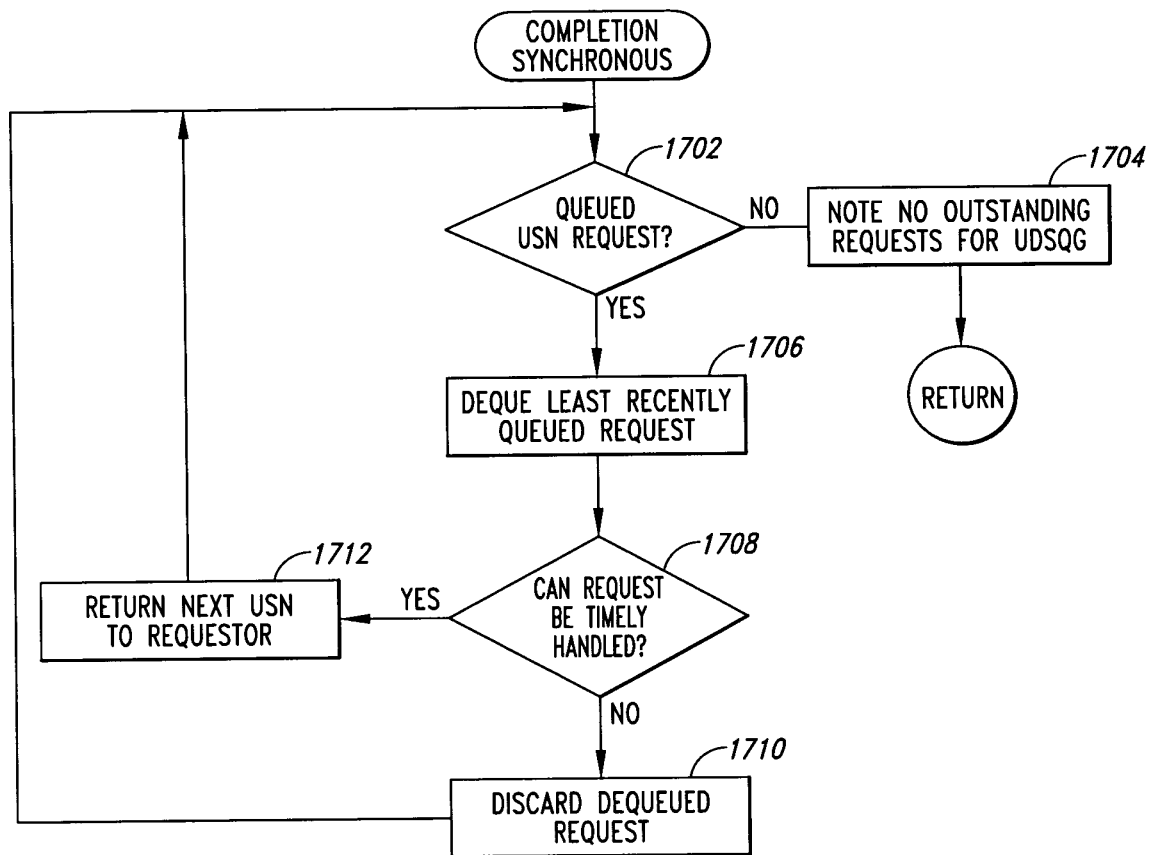 COMPLETION
SYNCHRONOUS
1702
QUEUED
USN REQUEST?
NO
1704
NOTE NO OUTSTANDING
REQUESTS FOR UDSQG
YES
RETURN
1706
DEQUE LEAST RECENTLY
QUEUED REQUEST
1708
CAN REQUEST
BE TIMELY
HANDLED?
YES
1712
RETURN NEXT USN
TO REQUESTOR
NO
1710
DISCARD DEQUEUED
REQUEST